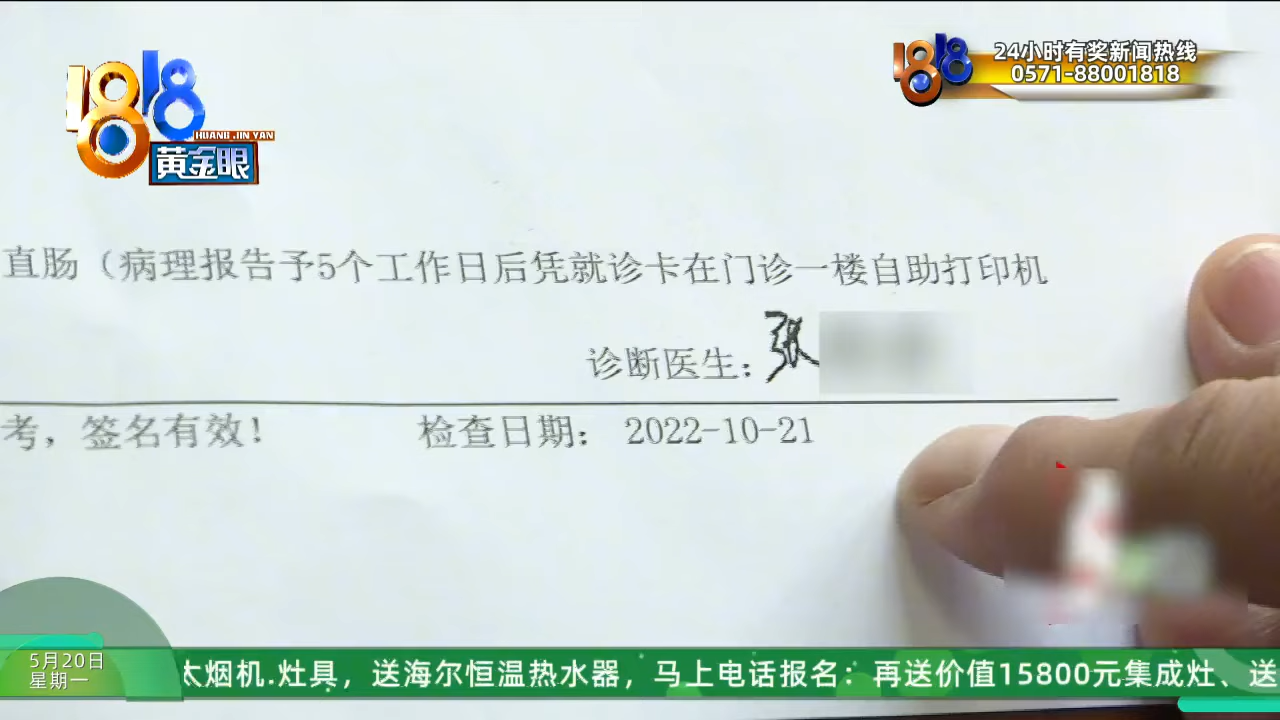 1818
HUANG JIN YAN
黄金眼
1818
24小时有奖新闻热线
0571-88001818
直肠（病理报告予5个工作日后凭就诊卡在门诊一楼自助打印机
诊断医生：张
考，签名有效！ 检查日期： 2022-10-21
5月20日
星期一
太烟机.灶具，送海尔恒温热水器，马上电话报名：再送价值15800元集成灶、送